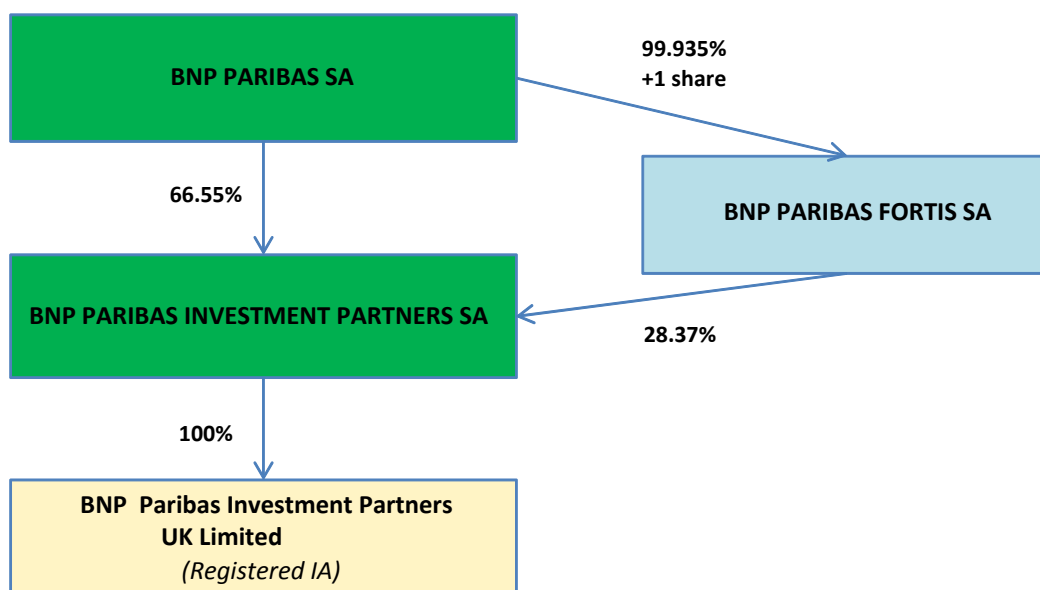 BNP PARIBAS SA
99.935%
+1 share
66.55%
BNP PARIBAS FORTIS SA
BNP PARIBAS INVESTMENT PARTNERS SA
28.37%
100%
BNP Paribas Investment Partners
UK Limited
(Registered IA)